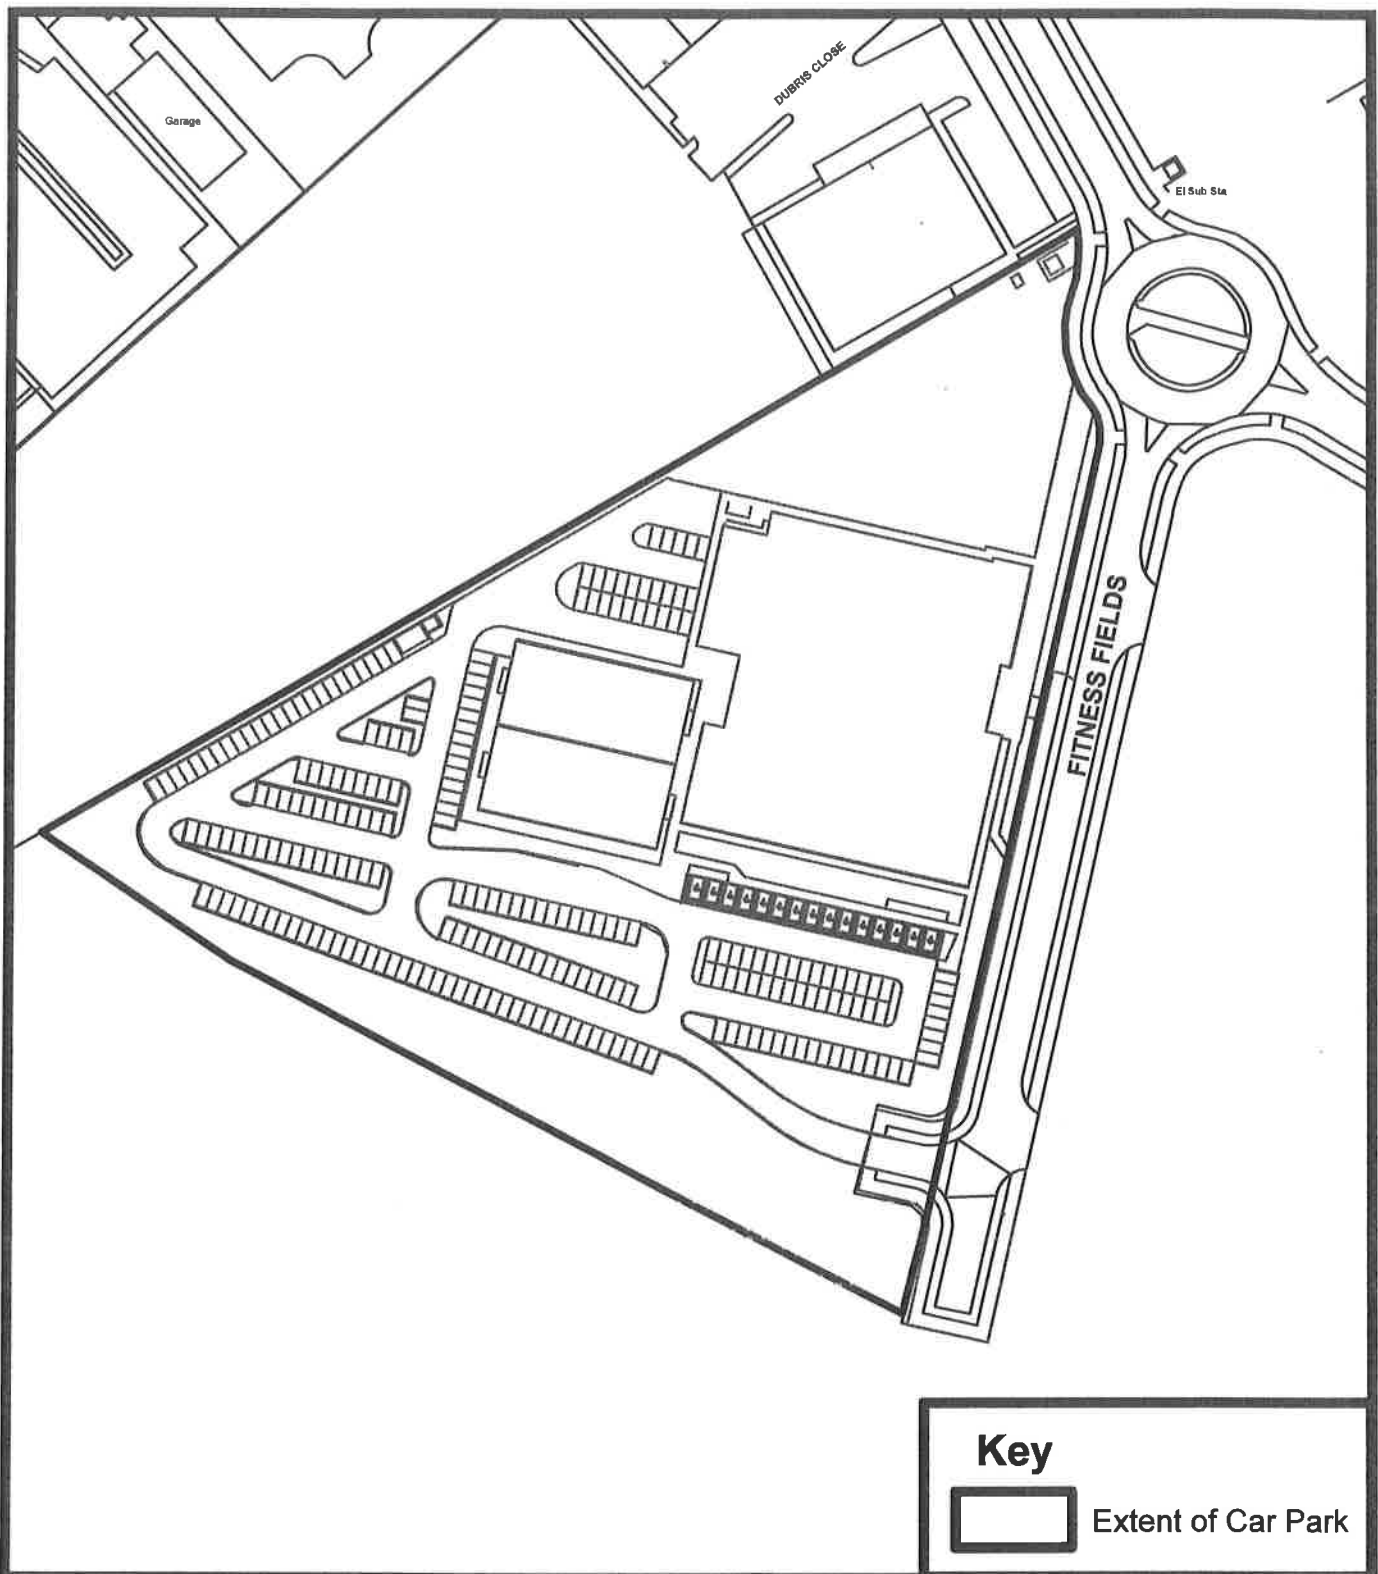 DUBRIS CLOSE
Garage
El Sub Sta
FITNESS FIELDS
Key
Extent of Car Park